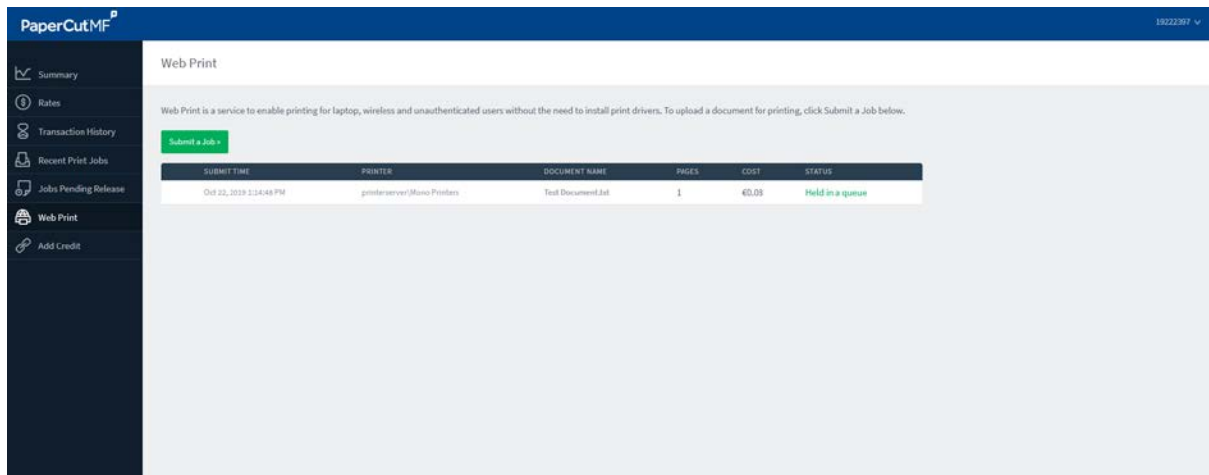 PaperCutMF
19222397
Summary
Rates
Transaction History
Recent Print Jobs
Jobs Pending Release
Web Print
Add Credit
Web Print
Web Print is a service to enable printing for laptop, wireless and unauthenticated users without the need to install print drivers. To upload a document for printing, click Submit a Job below.
Submit a Job »
SUBMIT TIME PRINTER DOCUMENT NAME PAGES COST STATUS
Oct 22, 2019 1:14:48 PM printerserver\Mono Printers Test Document.txt 1 €0.03 Held in a queue